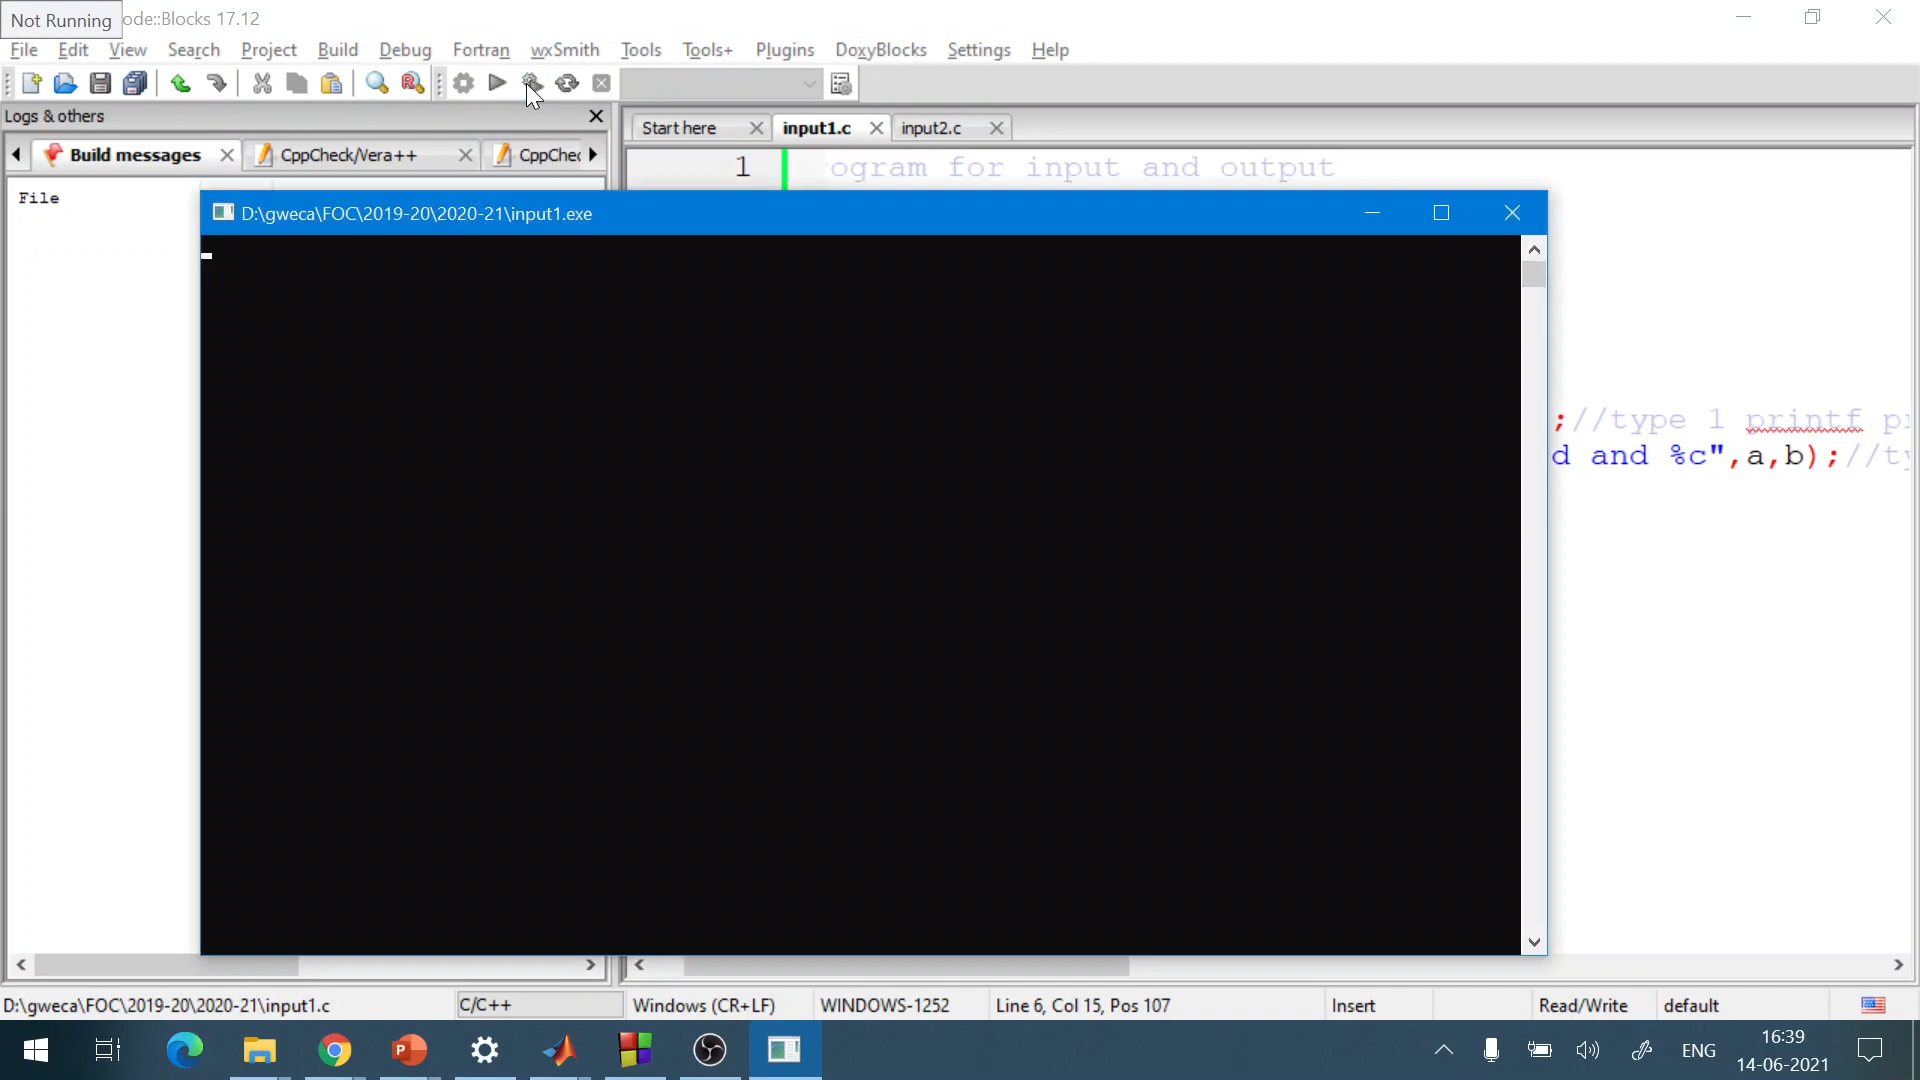 Not Running ode::Blocks 17.12
File Edit View Search Project Build Debug Fortran wxSmith Tools Tools+ Plugins DoxyBlocks Settings Help
Logs & others
Build messages CppCheck/Vera++ CppChec
File
Start here input1.c input2.c
1 ogram for input and output
D:\gweca\FOC\2019-20\2020-21\input1.exe
;//type 1 printf
d and %c",a,b);//
D:\gweca\FOC\2019-20\2020-21\input1.c C/C++ Windows (CR+LF) WINDOWS-1252 Line 6, Col 15, Pos 107 Insert Read/Write default
ENG
16:39
14-06-2021